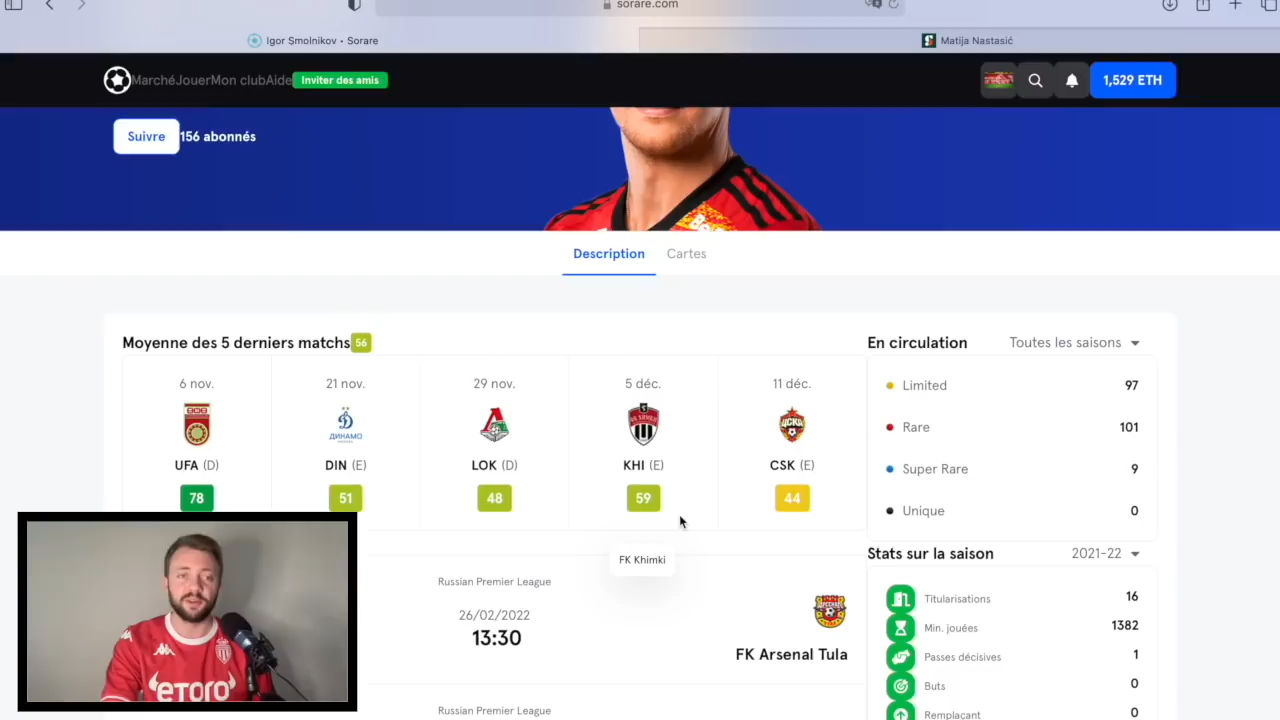 sorare.com
Igor Smolnikov • Sorare
Matija Nastasić
MarchéJouerMon clubAide
Inviter des amis
1,529 ETH
Suivre
156 abonnés
Description
Cartes
Moyenne des 5 derniers matchs 56
En circulation
Toutes les saisons
6 nov.
21 nov.
29 nov.
5 déc.
11 déc.
Limited 97
Rare 101
Super Rare 9
Unique 0
ДИНАМО
UFA (D)
DIN (E)
LOK (D)
KHI (E)
CSK (E)
78
51
48
59
44
FK Khimki
Stats sur la saison
2021-22
Russian Premier League
26/02/2022
13:30
FK Arsenal Tula
Titularisations 16
Min. jouées 1382
Passes décisives 1
Buts 0
Remplaçant 0
Russian Premier League
etoro